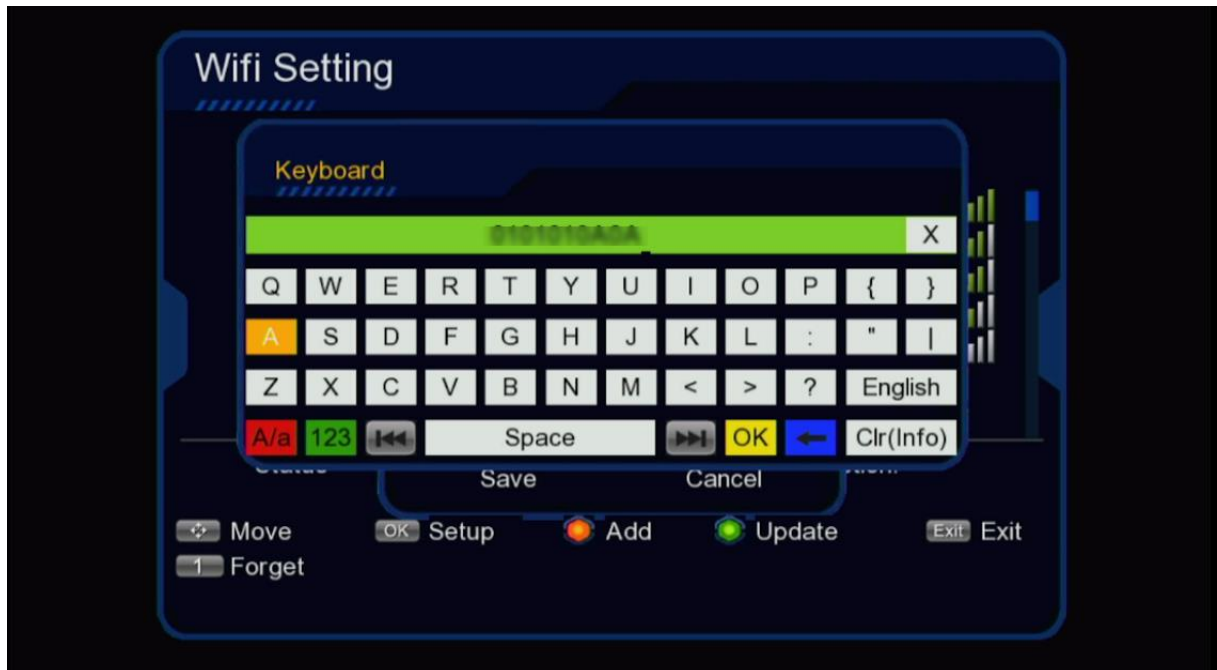 Wifi Setting
Keyboard
X
Q W E R T Y U I O P { }
A S D F G H J K L : " |
Z X C V B N M < > ? English
A/a 123 Space OK Clr(Info)
Save Cancel
Move OK Setup Add Update Exit Exit
1 Forget